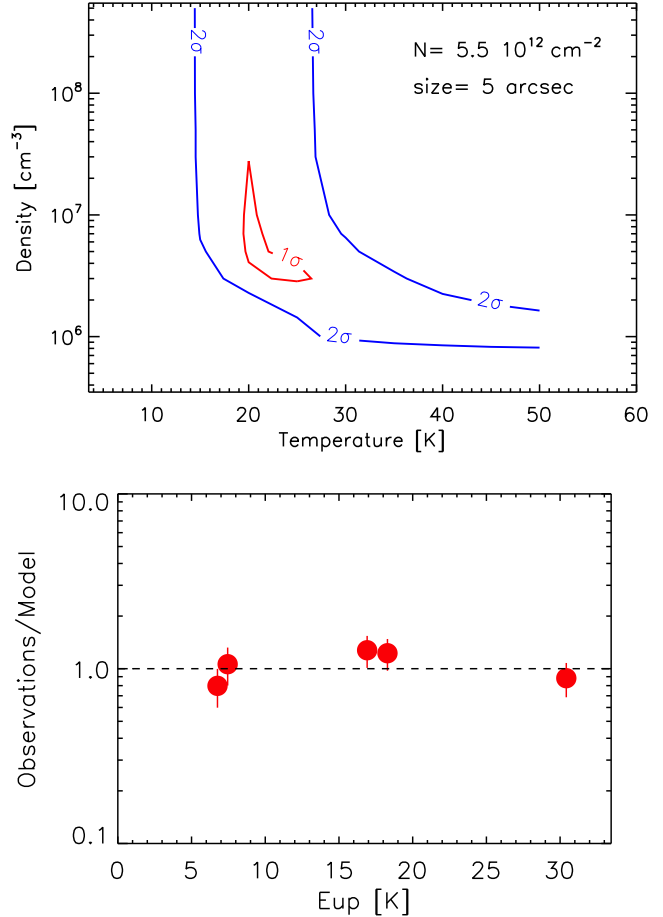 2σ 2σ
N= 5.5 10¹² cm⁻²
size= 5 arcsec
10⁸
10⁷
10⁶
Density [cm⁻³]
1σ
2σ
2σ
10 20 30 40 50 60
Temperature [K]
10.0
1.0
0.1
Observations/Model
0 5 10 15 20 25 30
Eup [K]